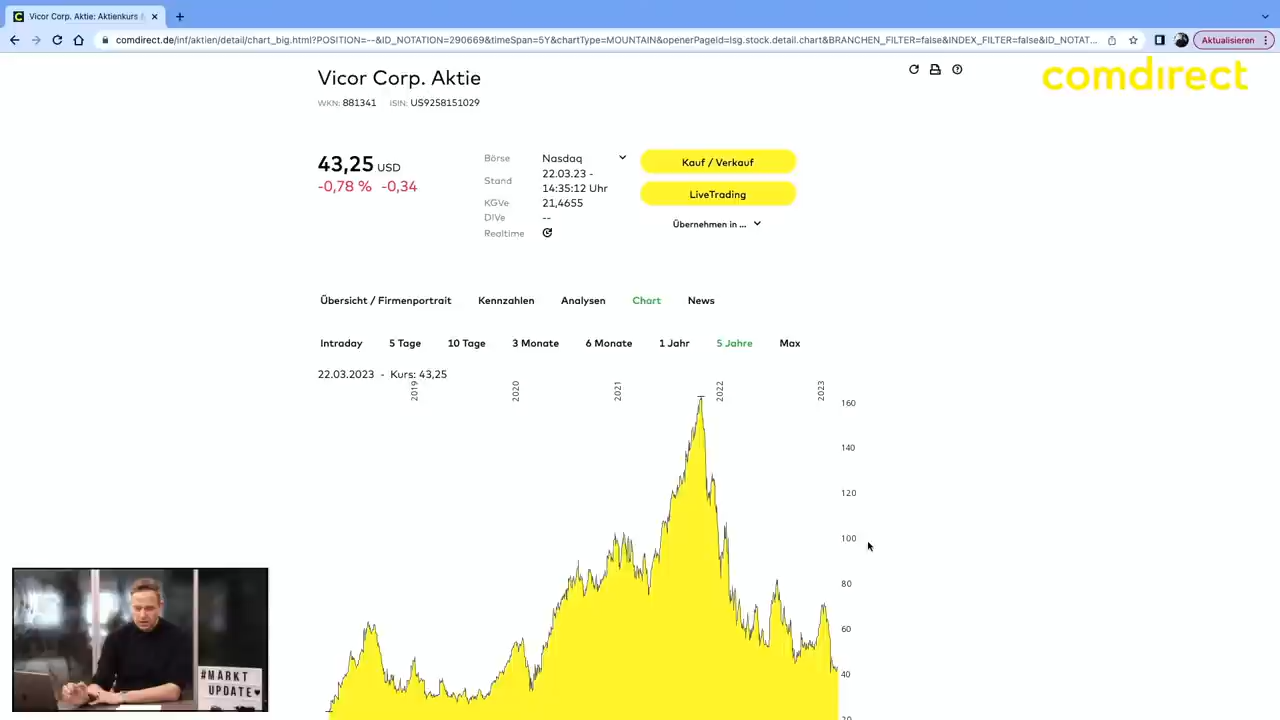 Vicor Corp. Aktie: Aktienkurs
comdirect.de/inf/aktien/detail/chart_big.html?POSITION=--&ID_NOTATION=290669&timeSpan=5Y&chartType=MOUNTAIN&openerPageId=lsg.stock.detail.chart&BRANCHEN_FILTER=false&INDEX_FILTER=false&ID_NOTAT...
Aktualisieren
Vicor Corp. Aktie
comdirect
WKN: 881341 ISIN: US9258151029
43,25 USD
-0,78 % -0,34
Börse Nasdaq
Stand 22.03.23 -
14:35:12 Uhr
KGVe 21,4655
DIVe --
Realtime
Kauf / Verkauf
LiveTrading
Übernehmen in ...
Übersicht / Firmenportrait Kennzahlen Analysen Chart News
Intraday 5 Tage 10 Tage 3 Monate 6 Monate 1 Jahr 5 Jahre Max
22.03.2023 - Kurs: 43,25
2019 2020 2021 2022 2023
160
140
120
100
80
60
40
20
#MARKT
UPDATE